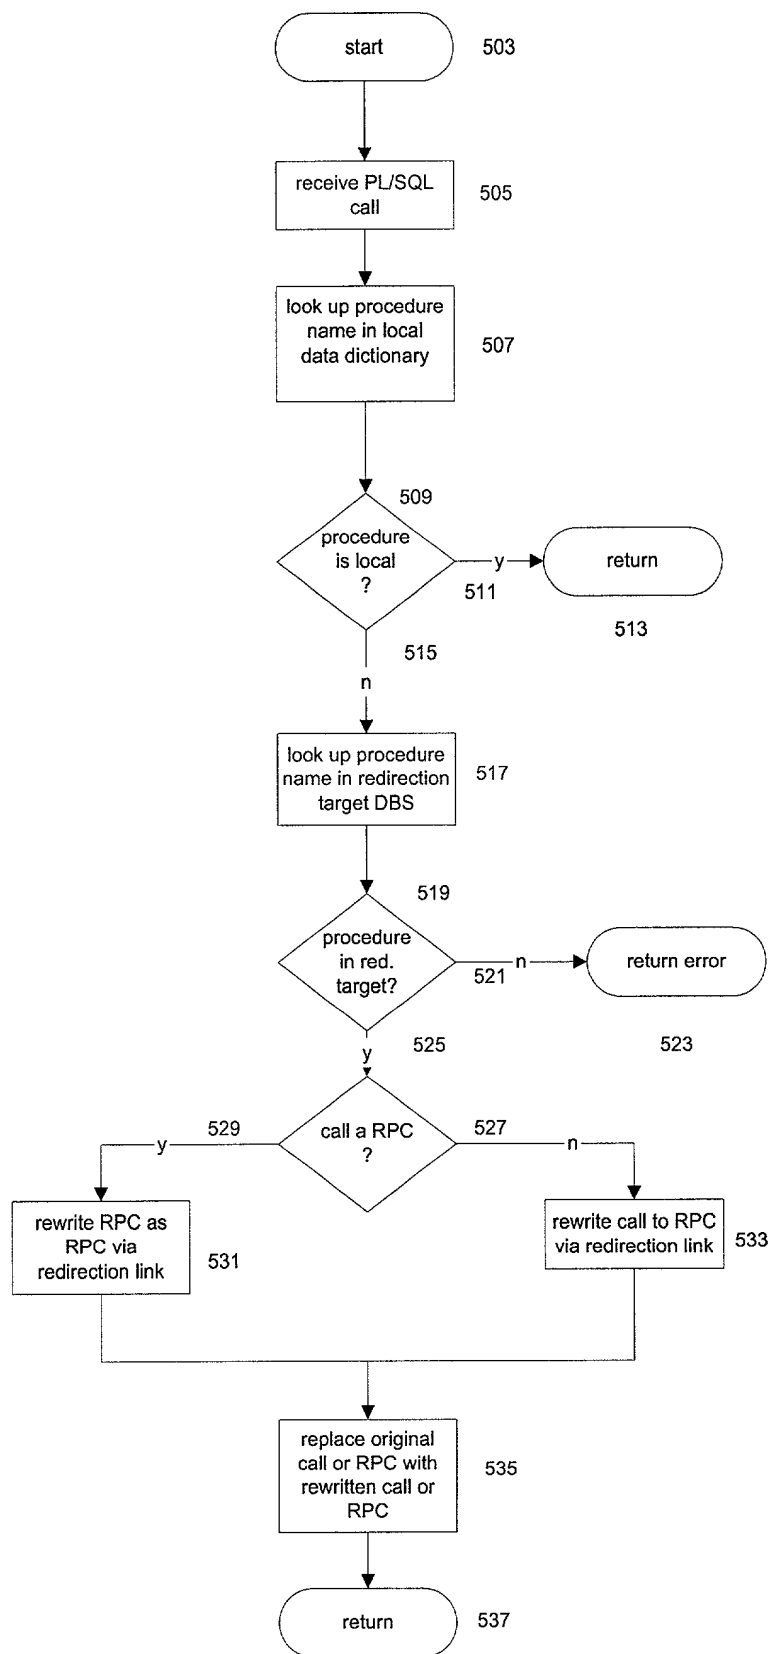 start
503
receive PL/SQL
call
505
look up procedure
name in local
data dictionary
507
509
procedure
is local
?
y
511
return
513
515
n
look up procedure
name in redirection
target DBS
517
519
procedure
in red.
target?
n
521
return error
523
525
y
529
call a RPC
?
527
y
n
rewrite RPC as
RPC via
redirection link
531
rewrite call to RPC
via redirection link
533
replace original
call or RPC with
rewritten call or
RPC
535
return
537